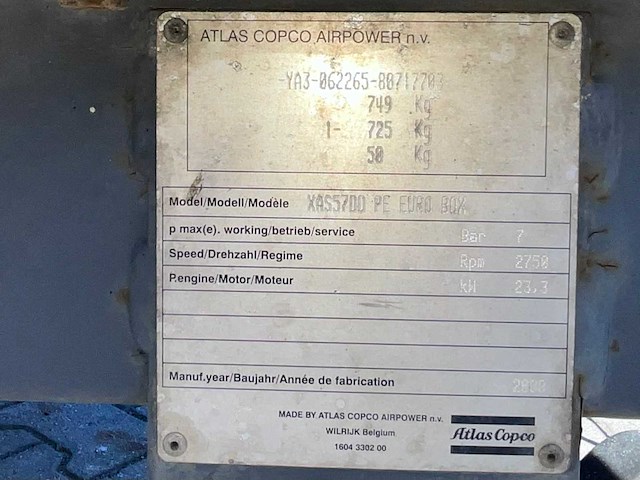 ATLAS COPCO AIRPOWER n.v.
749 Kg
1- 725 Kg
50 Kg
Model/Modell/Modèle XAS57DD PE EURO BOX
p max(e). working/betrieb/service Bar 7
Speed/Drehzahl/Regime Rpm 2750
P.engine/Motor/Moteur kW 23,3
Manuf.year/Baujahr/Année de fabrication
MADE BY ATLAS COPCO AIRPOWER n.v.
WILRIJK Belgium
1604 3302 00
Atlas Copco